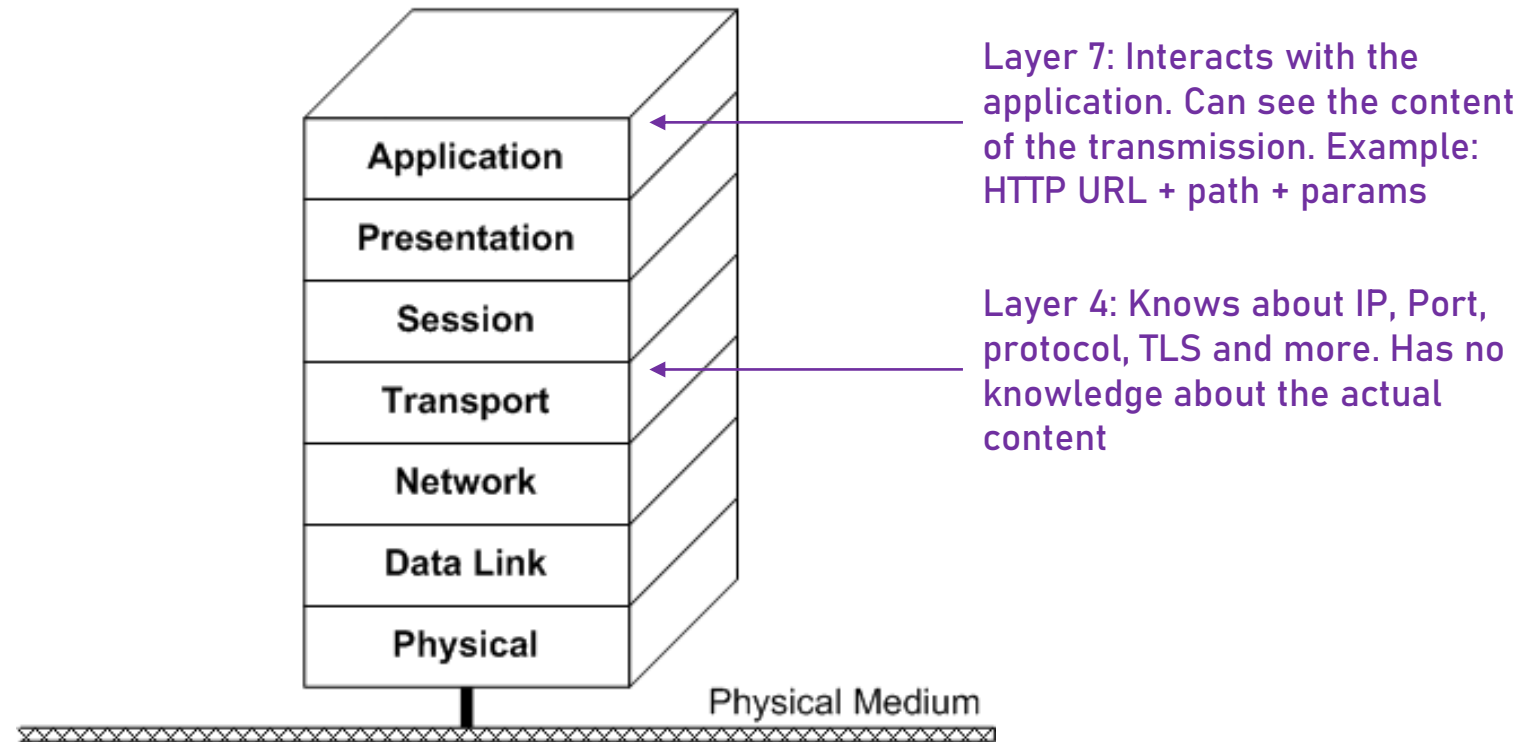 Application
Presentation
Session
Transport
Network
Data Link
Physical
Physical Medium
Layer 7: Interacts with the
application. Can see the content
of the transmission. Example:
HTTP URL + path + params
Layer 4: Knows about IP, Port,
protocol, TLS and more. Has no
knowledge about the actual
content